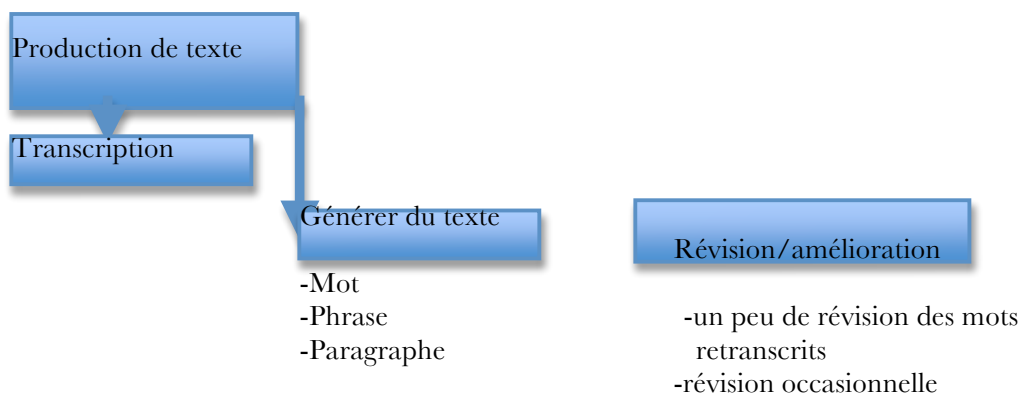 Production de texte
Transcription
Générer du texte
-Mot
-Phrase
-Paragraphe
Révision/amélioration
-un peu de révision des mots
retranscrits
-révision occasionnelle